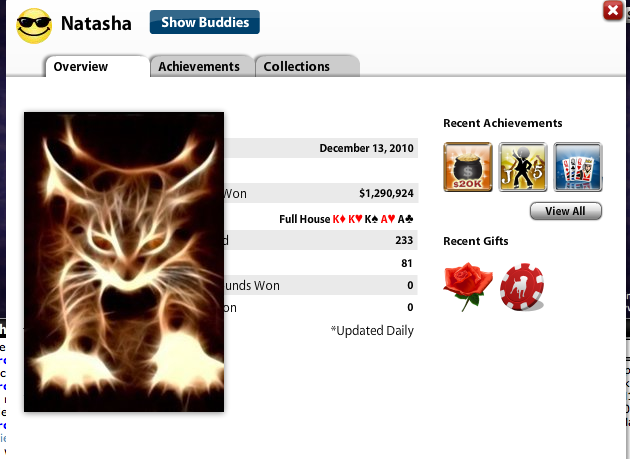 Natasha
Show Buddies
Overview
Achievements
Collections
December 13, 2010
Won
$1,290,924
Full House K♦ K♥ K♠ A♥ A♣
233
81
unds Won
0
on
0
*Updated Daily
Recent Achievements
$20K
J 5
View All
Recent Gifts